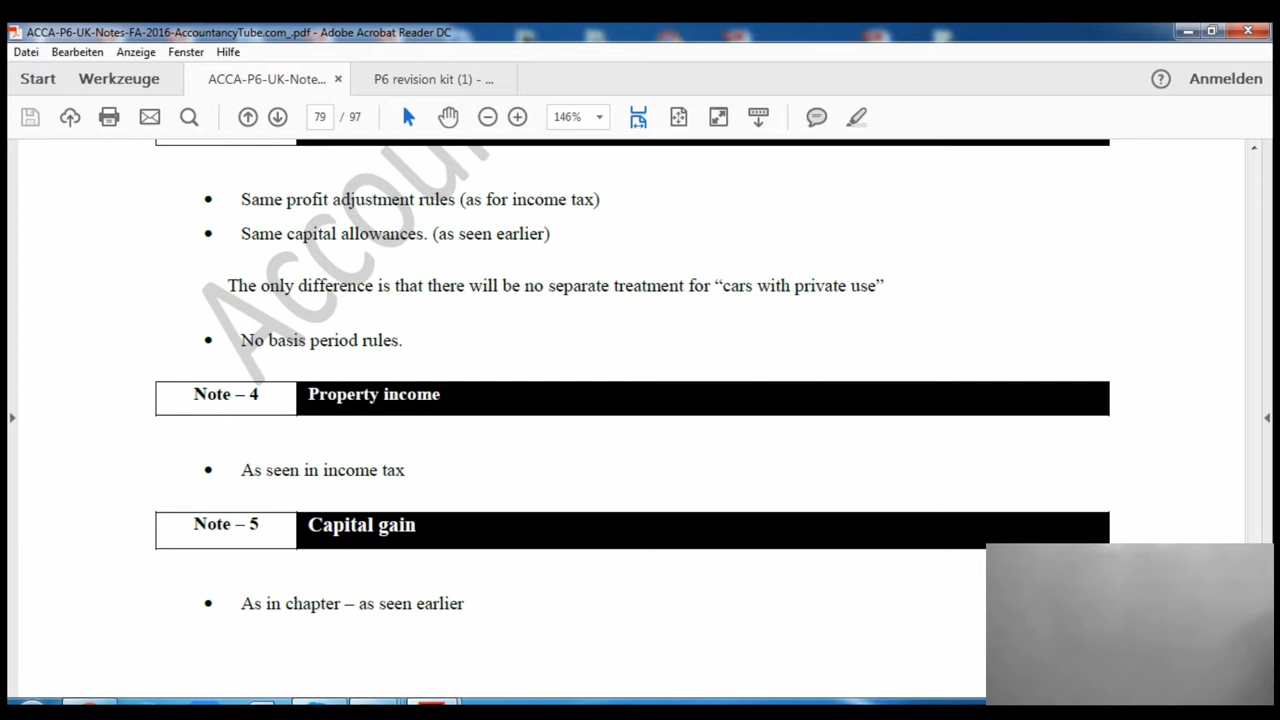 ACCA-P6-UK-Notes-FA-2016-AccountancyTube.com_.pdf - Adobe Acrobat Reader DC
Datei Bearbeiten Anzeige Fenster Hilfe
Start Werkzeuge ACCA-P6-UK-Note... × P6 revision kit (1) - ... ? Anmelden
79 / 97 146%
Accou
• Same profit adjustment rules (as for income tax)
• Same capital allowances. (as seen earlier)
The only difference is that there will be no separate treatment for “cars with private use”
• No basis period rules.
Note – 4 Property income
• As seen in income tax
Note – 5 Capital gain
• As in chapter – as seen earlier